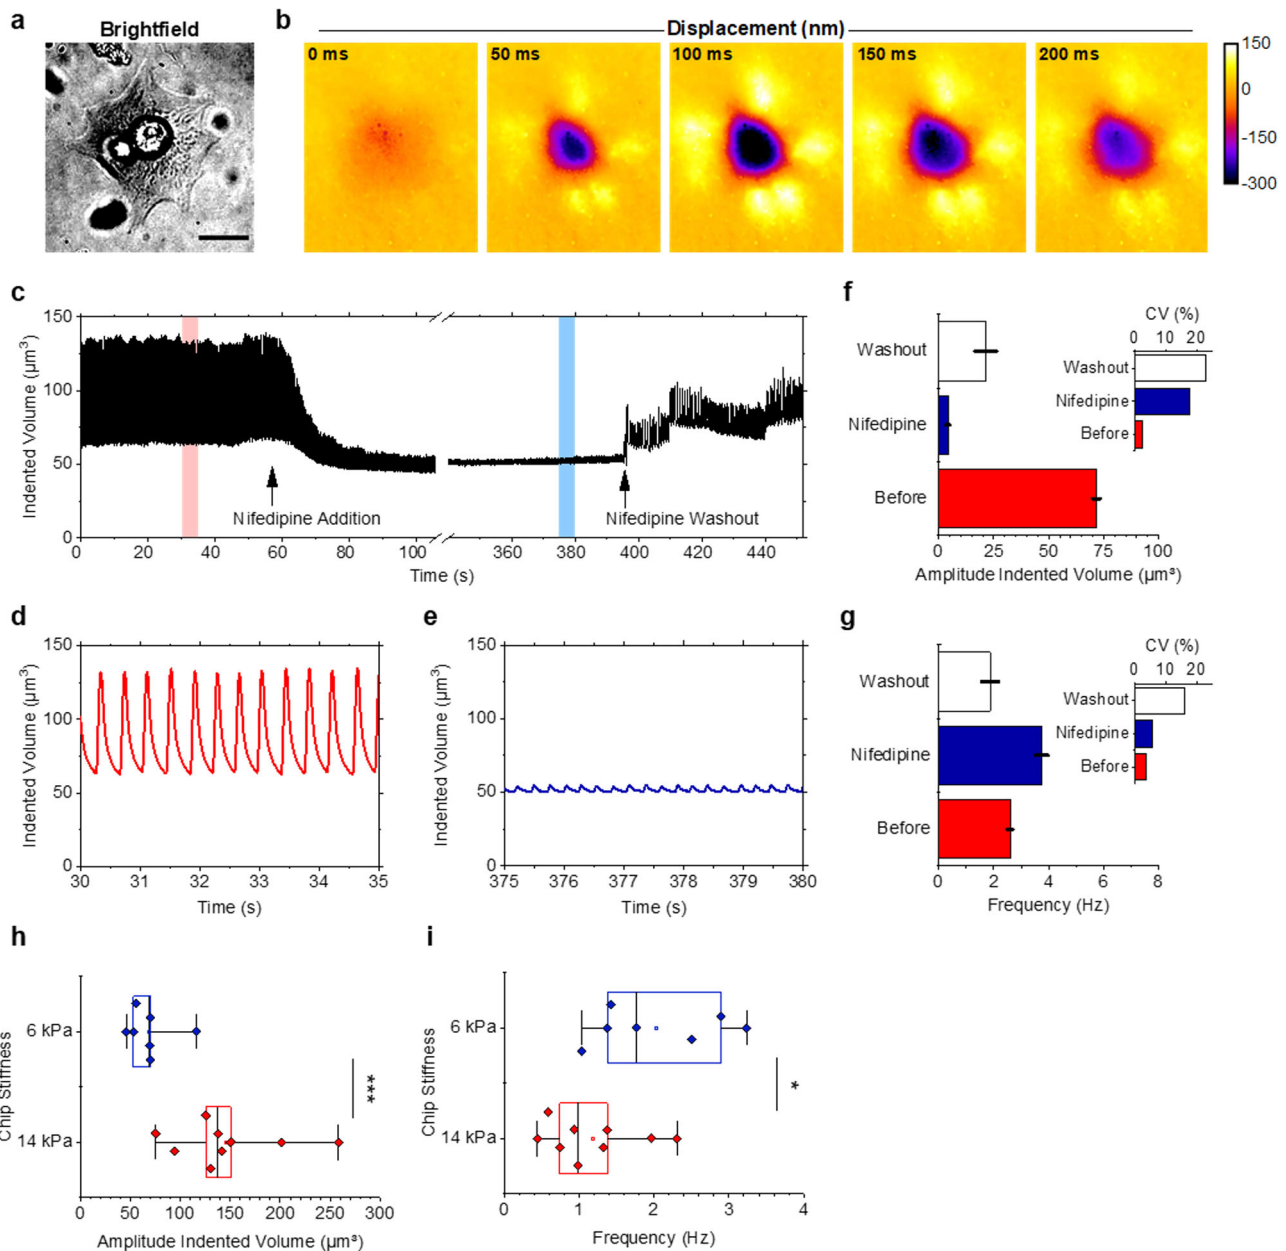 a
Brightfield
b
Displacement (nm)
0 ms
50 ms
100 ms
150 ms
200 ms
150
0
-150
-300
c
Indented Volume (µm³)
150
100
50
0
Nifedipine Addition
Nifedipine Washout
0 20 40 60 80 100 360 380 400 420 440
Time (s)
f
Washout
Nifedipine
Before
CV (%)
0 10 20
Washout
Nifedipine
Before
0 25 50 75 100
Amplitude Indented Volume (µm³)
d
Indented Volume (µm³)
150
100
50
0
30 31 32 33 34 35
Time (s)
e
Indented Volume (µm³)
150
100
50
0
375 376 377 378 379 380
Time (s)
g
Washout
Nifedipine
Before
CV (%)
0 10 20
Washout
Nifedipine
Before
0 2 4 6 8
Frequency (Hz)
h
Chip Stiffness
6 kPa
14 kPa
***
0 50 100 150 200 250 300
Amplitude Indented Volume (µm³)
i
Chip Stiffness
6 kPa
14 kPa
*
0 1 2 3 4
Frequency (Hz)